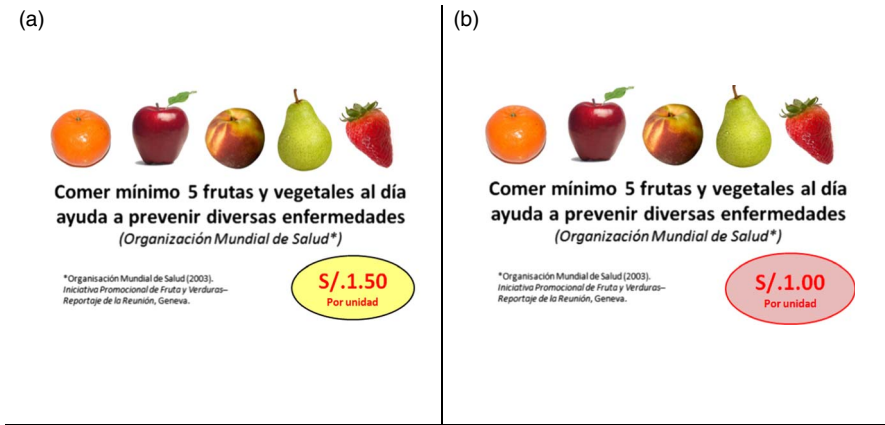 (a)
Comer mínimo 5 frutas y vegetales al día
ayuda a prevenir diversas enfermedades
(Organización Mundial de Salud*)
*Organisación Mundial de Salud (2003).
Iniciativa Promocional de Fruta y Verduras–
Reportaje de la Reunión, Geneva.
S/.1.50
Por unidad
(b)
Comer mínimo 5 frutas y vegetales al día
ayuda a prevenir diversas enfermedades
(Organización Mundial de Salud*)
*Organisación Mundial de Salud (2003).
Iniciativa Promocional de Fruta y Verduras–
Reportaje de la Reunión, Geneva.
S/.1.00
Por unidad